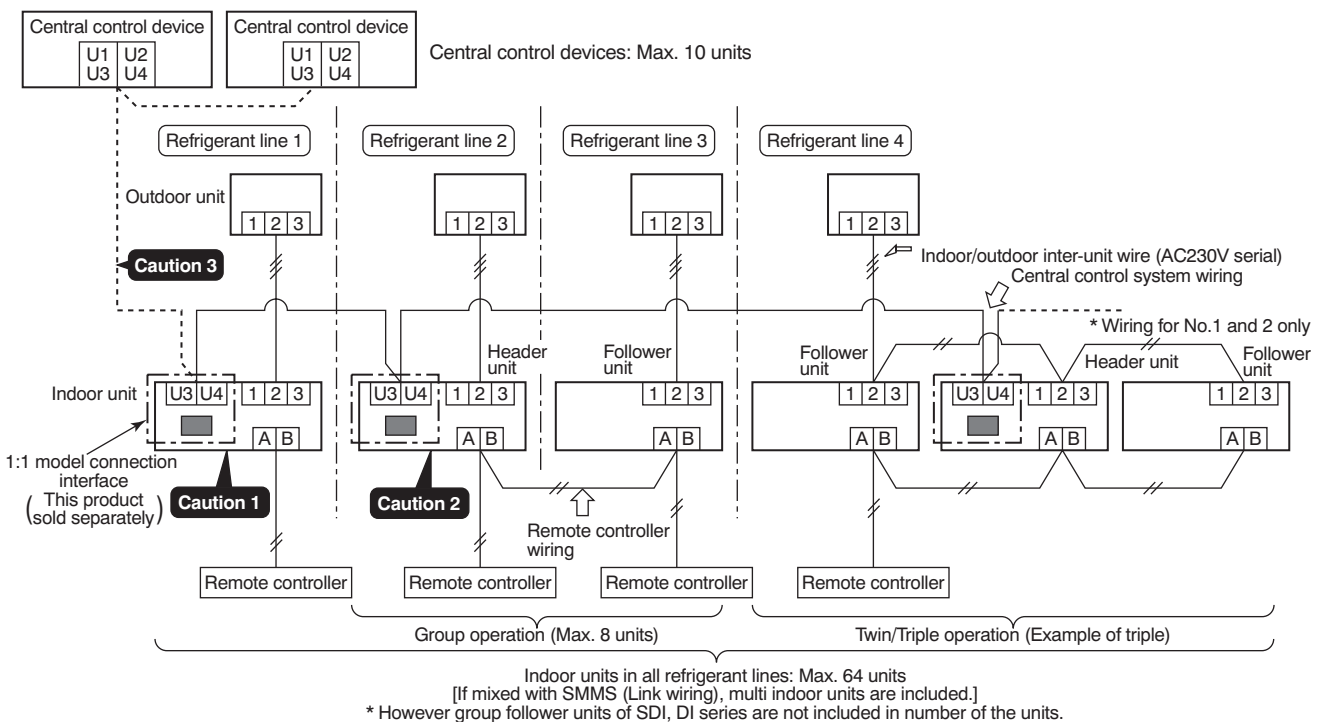 Central control device
U1 U2
U3 U4
Central control device
U1 U2
U3 U4
Central control devices: Max. 10 units
Refrigerant line 1
Refrigerant line 2
Refrigerant line 3
Refrigerant line 4
Outdoor unit
1 2 3
1 2 3
1 2 3
1 2 3
Caution 3
Indoor/outdoor inter-unit wire (AC230V serial)
Central control system wiring
* Wiring for No.1 and 2 only
Header
unit
Follower
unit
Follower
unit
Header unit
Follower
unit
Indoor unit
U3 U4 1 2 3
A B
U3 U4 1 2 3
A B
1 2 3
A B
1 2 3
A B
U3 U4 1 2 3
A B
1 2 3
A B
1:1 model connection
interface
(This product
sold separately)
Caution 1
Caution 2
Remote controller
wiring
Remote controller
Remote controller
Remote controller
Remote controller
Group operation (Max. 8 units)
Twin/Triple operation (Example of triple)
Indoor units in all refrigerant lines: Max. 64 units
[If mixed with SMMS (Link wiring), multi indoor units are included.]
* However group follower units of SDI, DI series are not included in number of the units.